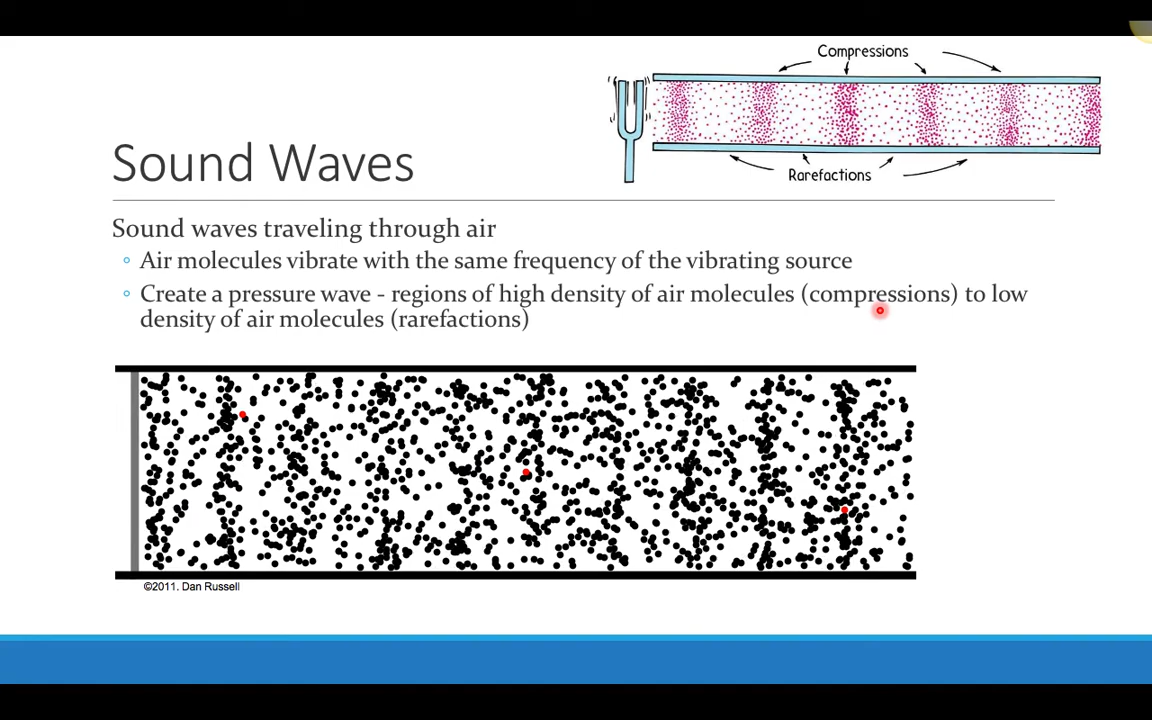 Compressions
Sound Waves
Rarefactions
Sound waves traveling through air
Air molecules vibrate with the same frequency of the vibrating source
Create a pressure wave - regions of high density of air molecules (compressions) to low
density of air molecules (rarefactions)
©2011. Dan Russell